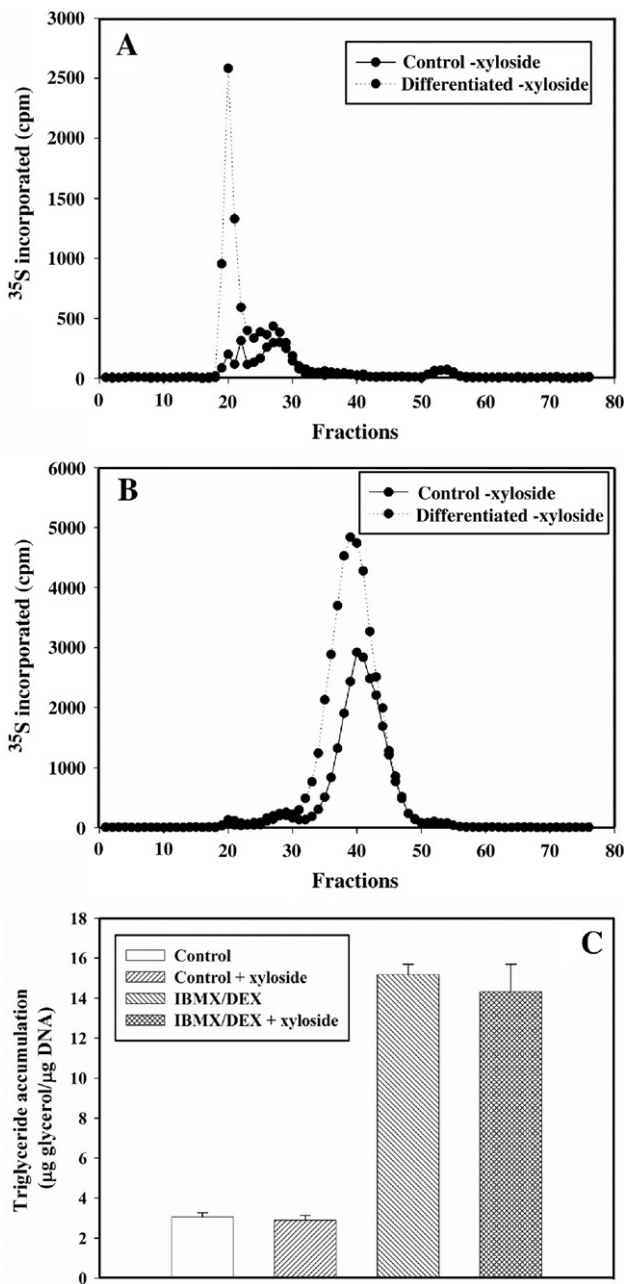 A
3000
2500
2000
1500
1000
500
0
³⁵S incorporated (cpm)
Control -xyloside
Differentiated -xyloside
0 10 20 30 40 50 60 70 80
Fractions
B
6000
5000
4000
3000
2000
1000
0
³⁵S incorporated (cpm)
Control -xyloside
Differentiated -xyloside
0 10 20 30 40 50 60 70 80
Fractions
C
18
16
14
12
10
8
6
4
2
0
Triglyceride accumulation
(µg glycerol/µg DNA)
Control
Control + xyloside
IBMX/DEX
IBMX/DEX + xyloside